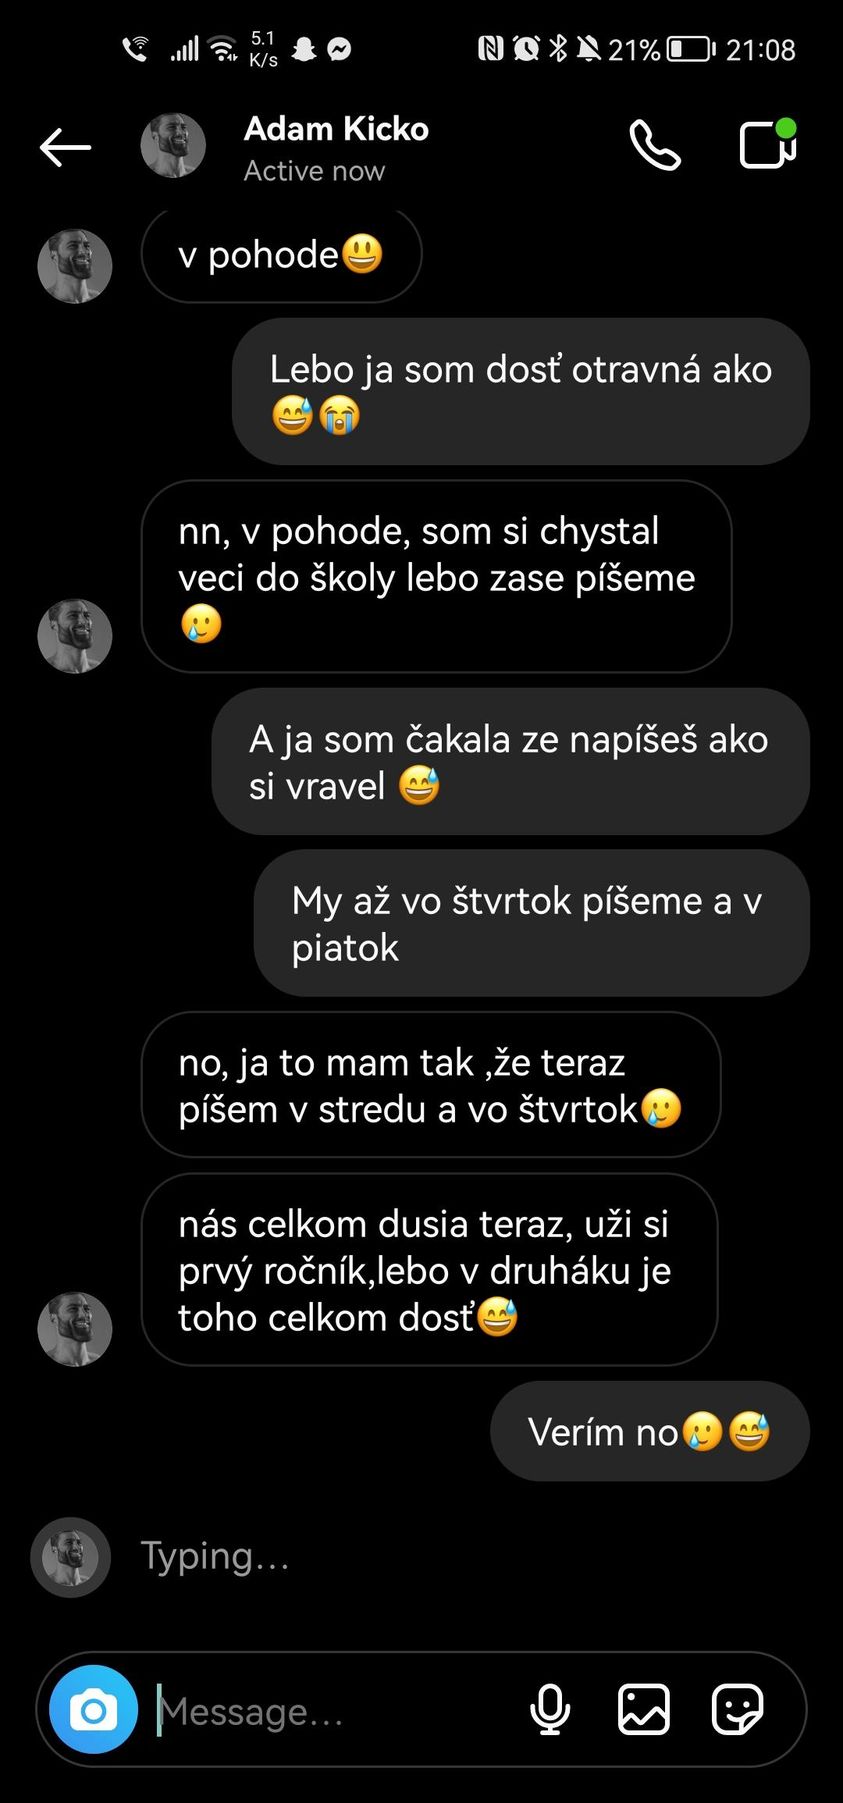 5.1
K/s
21%
21:08
Adam Kicko
Active now
v pohode😃
Lebo ja som dosť otravná ako
😅😭
nn, v pohode, som si chystal
veci do školy lebo zase píšeme
🥲
A ja som čakala ze napíšeš ako
si vravel 😅
My až vo štvrtok píšeme a v
piatok
no, ja to mam tak ,že teraz
píšem v stredu a vo štvrtok🥲
nás celkom dusia teraz, uži si
prvý ročník,lebo v druháku je
toho celkom dosť😅
Verím no🥲😅
Typing...
Message...